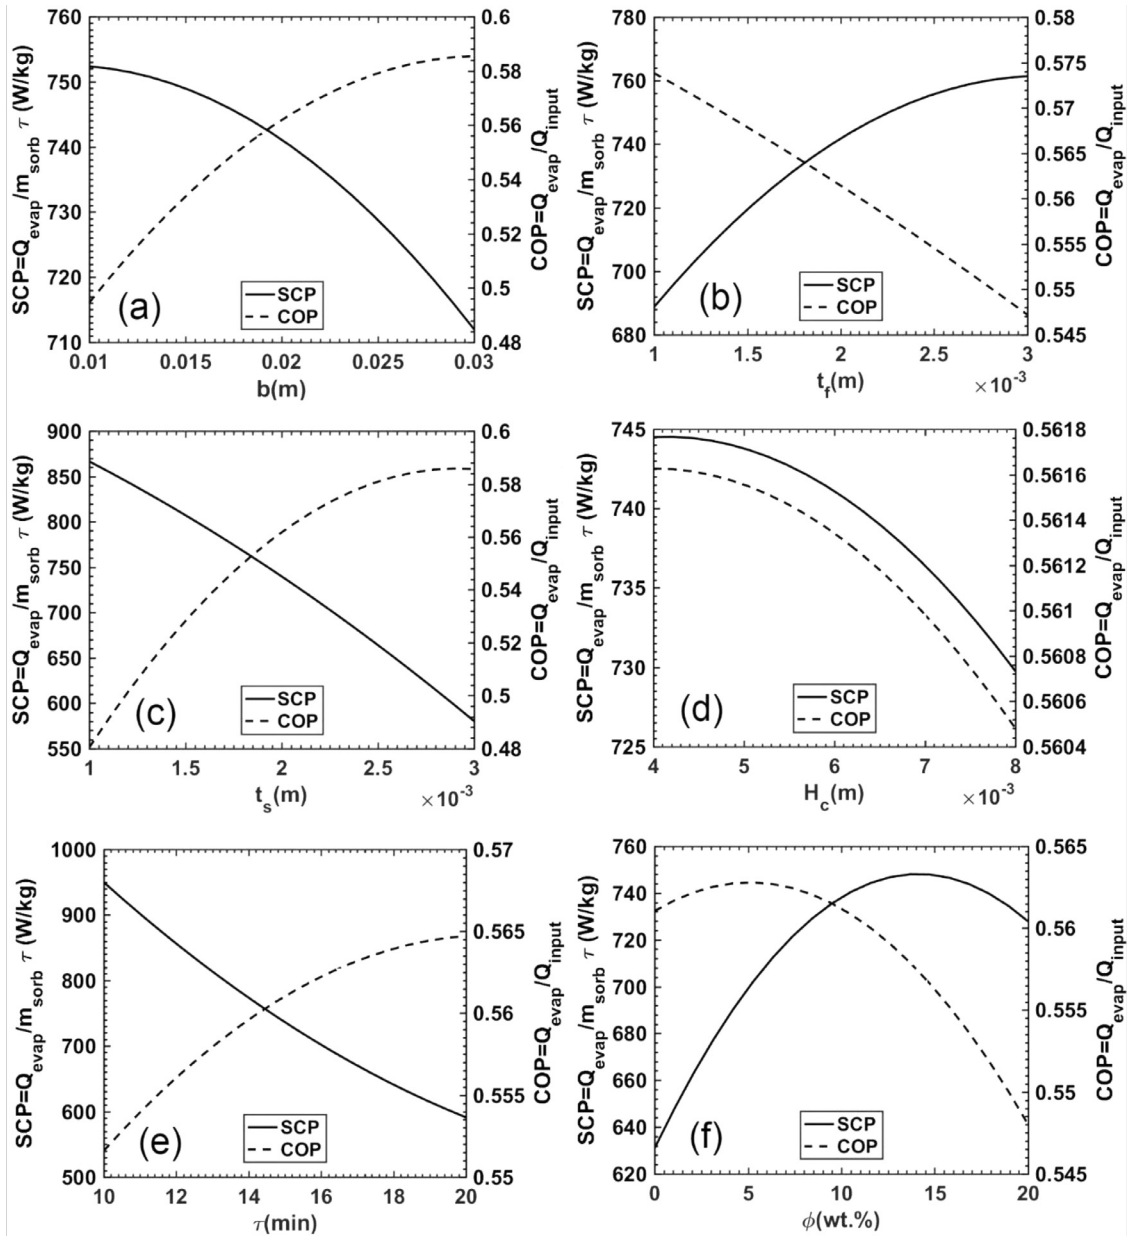 760
750
740
730
720
710
SCP=Q_evap/m_sorb τ (W/kg)
0.6
0.58
0.56
0.54
0.52
0.5
0.48
COP=Q_evap/Q_input
(a)
SCP
COP
0.01 0.015 0.02 0.025 0.03
b(m)
780
760
740
720
700
680
SCP=Q_evap/m_sorb τ (W/kg)
0.58
0.575
0.57
0.565
0.56
0.555
0.55
0.545
COP=Q_evap/Q_input
(b)
SCP
COP
1 1.5 2 2.5 3
t_f(m) ×10^-3
900
850
800
750
700
650
600
550
SCP=Q_evap/m_sorb τ (W/kg)
0.6
0.58
0.56
0.54
0.52
0.5
0.48
COP=Q_evap/Q_input
(c)
SCP
COP
1 1.5 2 2.5 3
t_s(m) ×10^-3
745
740
735
730
725
SCP=Q_evap/m_sorb τ (W/kg)
0.5618
0.5616
0.5614
0.5612
0.561
0.5608
0.5606
0.5604
COP=Q_evap/Q_input
(d)
SCP
COP
4 5 6 7 8
H_c(m) ×10^-3
1000
900
800
700
600
500
SCP=Q_evap/m_sorb τ (W/kg)
0.57
0.565
0.56
0.555
0.55
COP=Q_evap/Q_input
(e)
SCP
COP
10 12 14 16 18 20
τ(min)
760
740
720
700
680
660
640
620
SCP=Q_evap/m_sorb τ (W/kg)
0.565
0.56
0.555
0.55
0.545
COP=Q_evap/Q_input
(f)
SCP
COP
0 5 10 15 20
ϕ(wt.%)